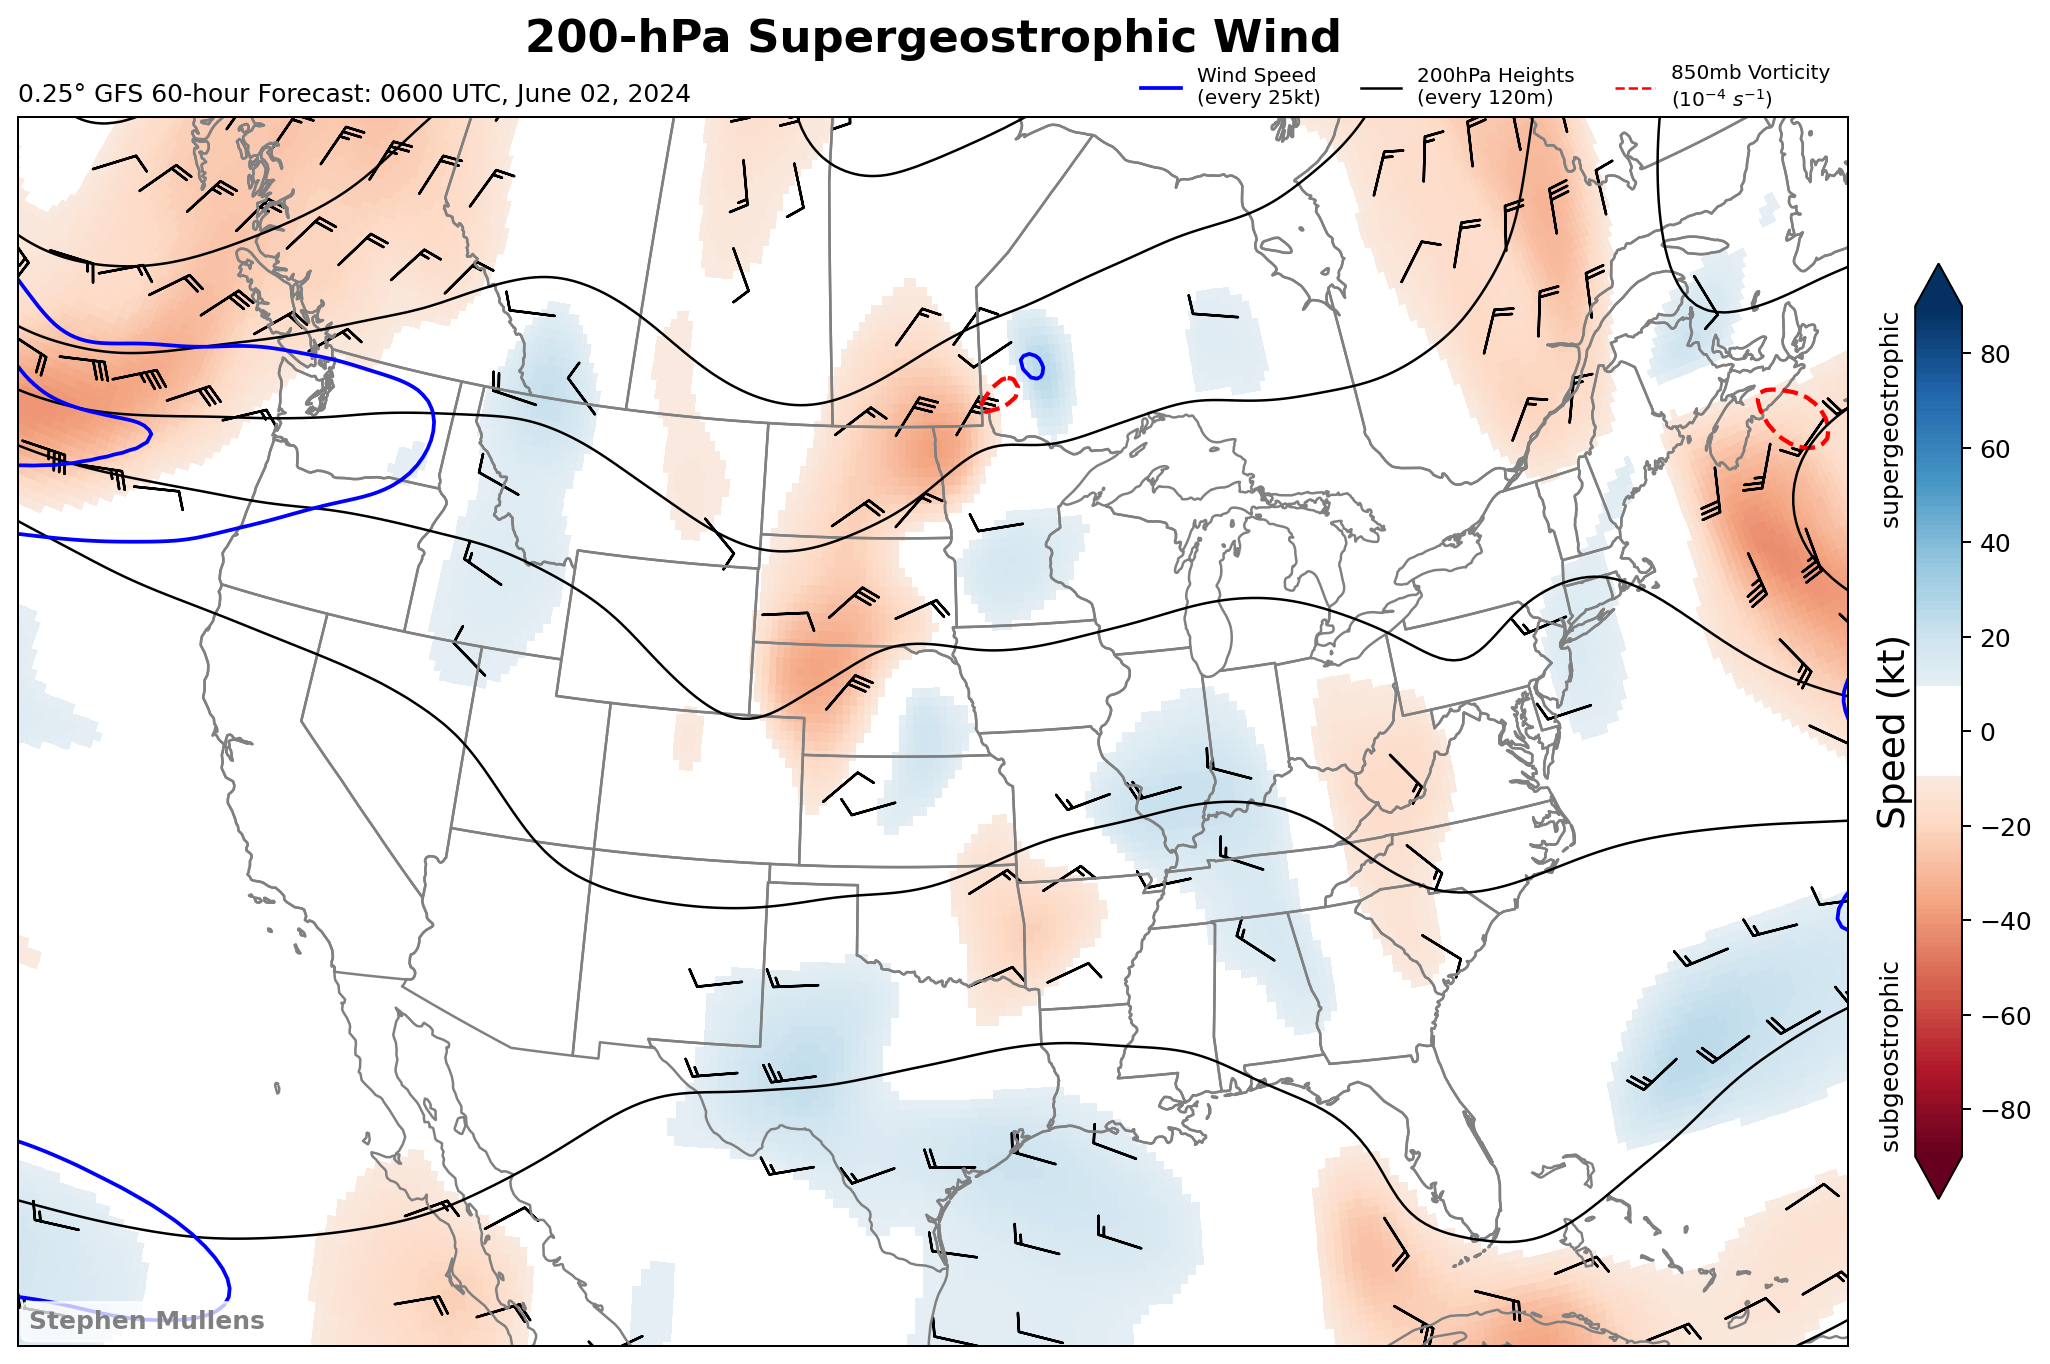 200-hPa Supergeostrophic Wind
0.25° GFS 60-hour Forecast: 0600 UTC, June 02, 2024
Wind Speed
(every 25kt)
200hPa Heights
(every 120m)
850mb Vorticity
(10⁻⁴ s⁻¹)
supergeostrophic
Speed (kt)
subgeostrophic
80
60
40
20
0
−20
−40
−60
−80
Stephen Mullens